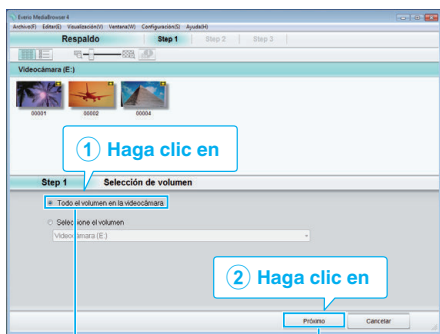 Everio MediaBrowser 4
Archivo(F) Editar(E) Visualización(V) Ventana(W) Configuración(S) Ayuda(H)
Respaldo Step 1 Step 2 Step 3
Videocámara (E:)
00001 00002 00004
1 Haga clic en
Step 1 Selección de volumen
Todo el volumen en la videocámara
Seleccione el volumen
Videocámara (E:)
2 Haga clic en
Próximo Cancelar